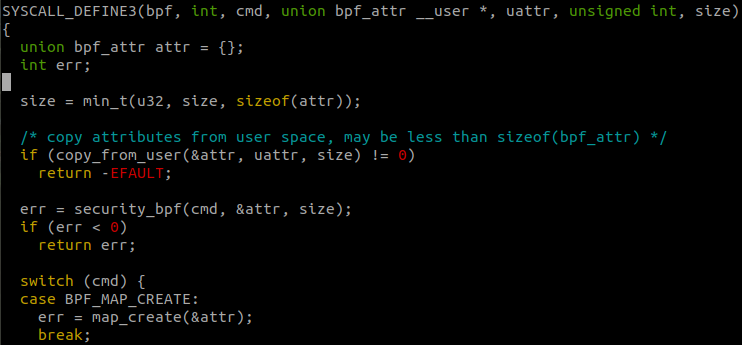 SYSCALL_DEFINE3(bpf, int, cmd, union bpf_attr __user *, uattr, unsigned int, size)
{
  union bpf_attr attr = {};
  int err;

  size = min_t(u32, size, sizeof(attr));

  /* copy attributes from user space, may be less than sizeof(bpf_attr) */
  if (copy_from_user(&attr, uattr, size) != 0)
    return -EFAULT;

  err = security_bpf(cmd, &attr, size);
  if (err < 0)
    return err;

  switch (cmd) {
  case BPF_MAP_CREATE:
    err = map_create(&attr);
    break;